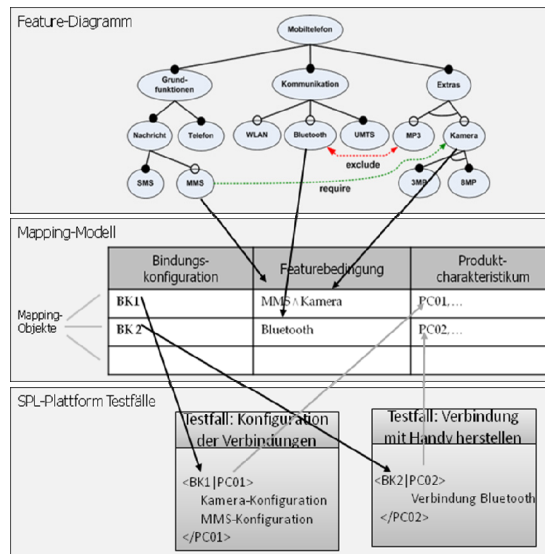 Feature-Diagramm
Mobiltelefon
Grund-
funktionen
Kommunikation
Extras
Nachricht
Telefon
WLAN
Bluetooth
UMTS
MP3
Kamera
exclude
SMS
MMS
require
3MP
8MP
Mapping-Modell
Bindungs-
konfiguration
Featurebedingung
Produkt-
charakteristikum
Mapping-
Objekte
BK1
MMS∧Kamera
PC01,...
BK 2
Bluetooth
PC02,...
SPL-Plattform Testfälle
Testfall: Konfiguration
der Verbindungen
<BK1|PC01>
Kamera-Konfiguration
MMS-Konfiguration
</PC01>
Testfall: Verbindung
mit Handy herstellen
<BK2|PC02>
Verbindung Bluetooth
</PC02>